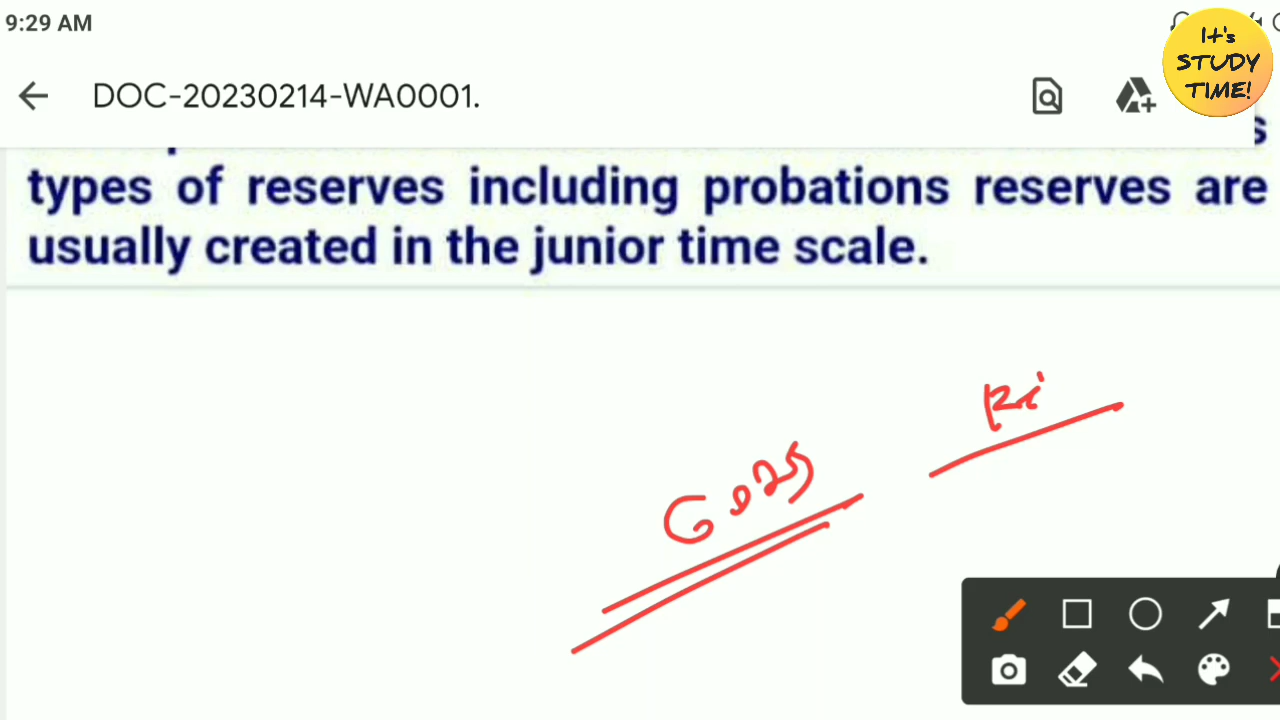 9:29 AM
It's
STUDY
TIME!
DOC-20230214-WA0001.
types of reserves including probations reserves are
usually created in the junior time scale.